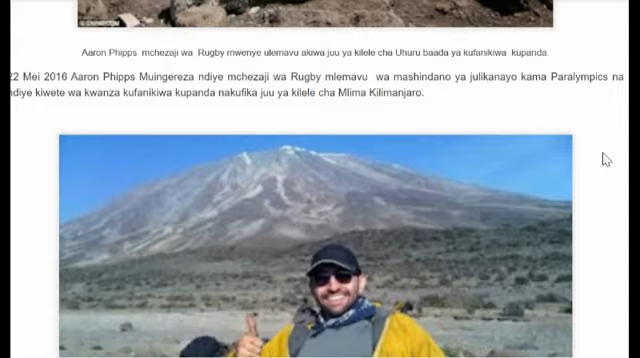 Aaron Phipps mchezaji wa Rugby mwenye ulemavu akiwa juu ya kilele cha Uhuru baada ya kufanikiwa kupanda.
22 Mei 2016 Aaron Phipps Muingereza ndiye mchezaji wa Rugby mlemavu wa mashindano ya julikanayo kama Paralympics na
ndiye kiwete wa kwanza kufanikiwa kupanda nakufika juu ya kilele cha Mlima Kilimanjaro.